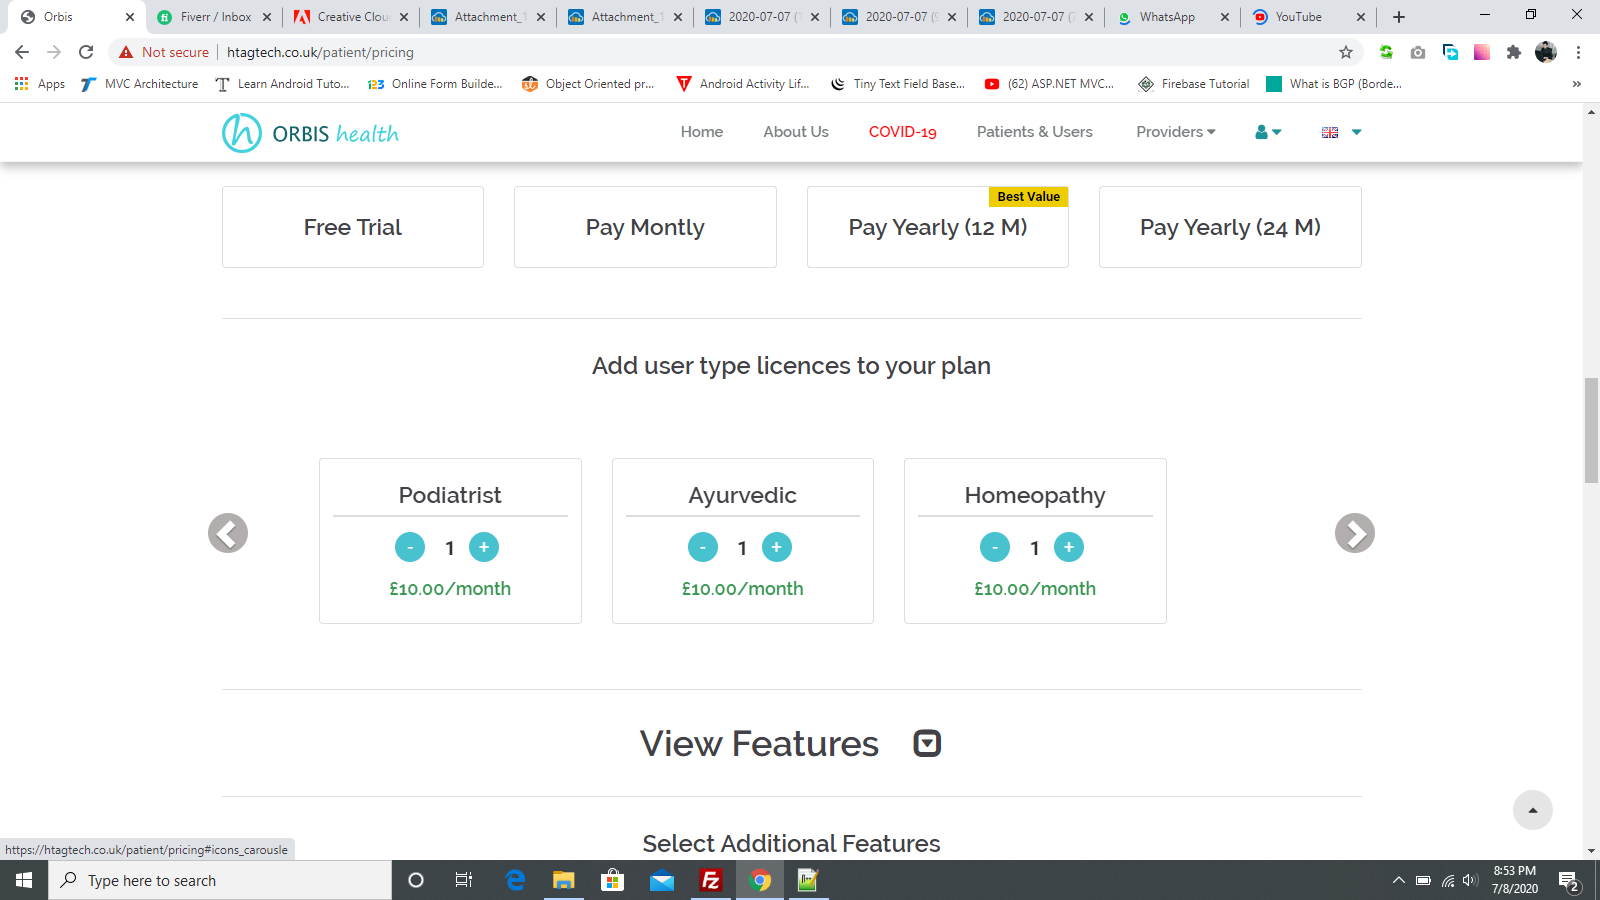 Orbis
Fiverr / Inbox
Creative Clou
Attachment_1
Attachment_1
2020-07-07 (
2020-07-07 (
2020-07-07 (
WhatsApp
YouTube
Not secure
htagtech.co.uk/patient/pricing
Apps
MVC Architecture
Learn Android Tuto...
123
Online Form Builde...
Object Oriented pr...
Android Activity Lif...
Tiny Text Field Base...
(62) ASP.NET MVC...
Firebase Tutorial
What is BGP (Borde...
ORBIS health
Home
About Us
COVID-19
Patients & Users
Providers
Free Trial
Pay Montly
Best Value
Pay Yearly (12 M)
Pay Yearly (24 M)
Add user type licences to your plan
Podiatrist
- 1 +
£10.00/month
Ayurvedic
- 1 +
£10.00/month
Homeopathy
- 1 +
£10.00/month
View Features
Select Additional Features
https://htagtech.co.uk/patient/pricing#icons_carousle
Type here to search
8:53 PM
7/8/2020
2